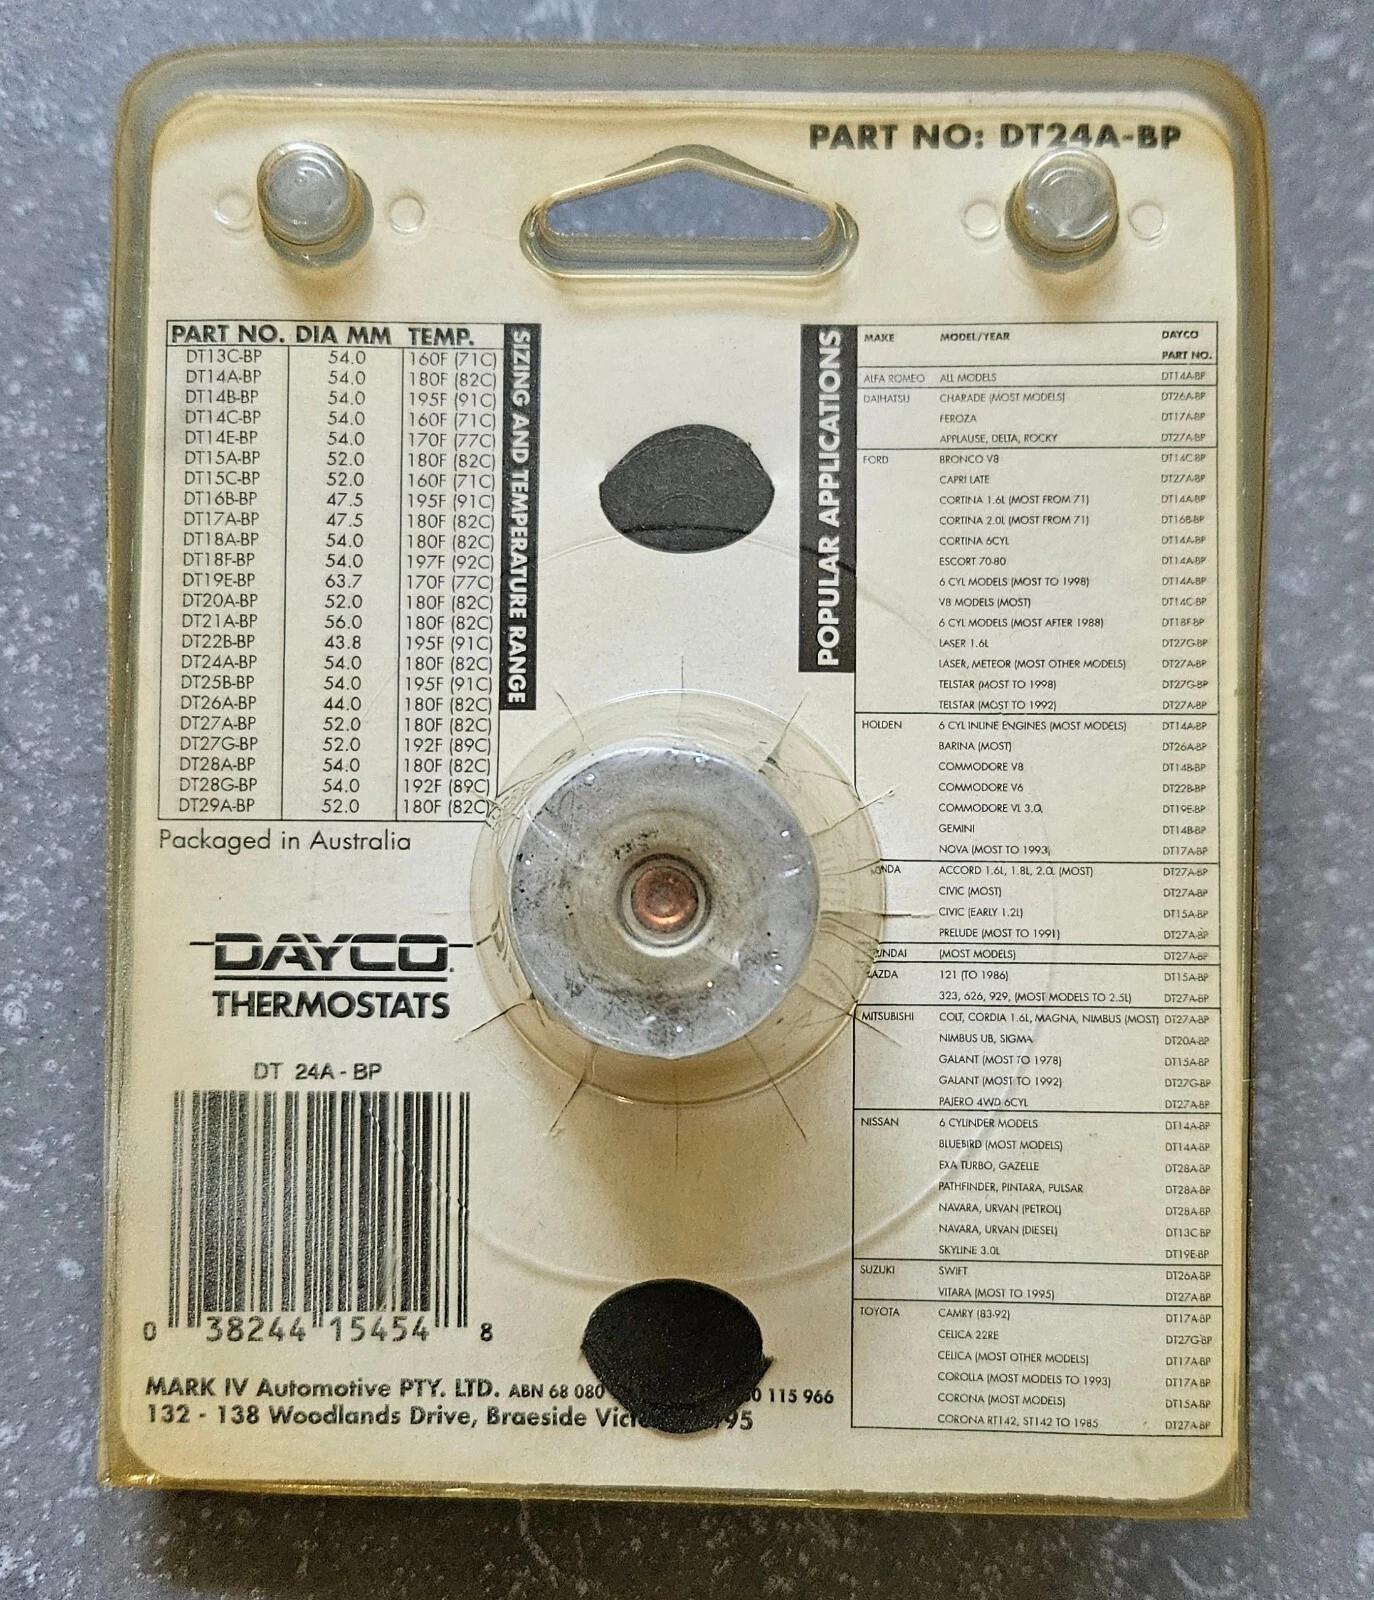 PART NO: DT24A-BP
PART NO. DIA MM TEMP.
DT13C-BP 54.0 160F (71C)
DT14A-BP 54.0 180F (82C)
DT14B-BP 54.0 195F (91C)
DT14C-BP 54.0 160F (71C)
DT14E-BP 54.0 170F (77C)
DT15A-BP 52.0 180F (82C)
DT15C-BP 52.0 160F (71C)
DT16B-BP 47.5 195F (91C)
DT17A-BP 47.5 180F (82C)
DT18A-BP 54.0 180F (82C)
DT18F-BP 54.0 197F (92C)
DT19E-BP 63.7 170F (77C)
DT20A-BP 52.0 180F (82C)
DT21A-BP 56.0 180F (82C)
DT22B-BP 43.8 195F (91C)
DT24A-BP 54.0 180F (82C)
DT25B-BP 54.0 195F (91C)
DT26A-BP 44.0 180F (82C)
DT27A-BP 52.0 180F (82C)
DT27G-BP 52.0 192F (89C)
DT28A-BP 54.0 180F (82C)
DT28G-BP 54.0 192F (89C)
DT29A-BP 52.0 180F (82C)
SIZING AND TEMPERATURE RANGE
Packaged in Australia
DAYCO.
THERMOSTATS
DT 24A - BP
0 38244 15454 8
MARK IV Automotive PTY. LTD. ABN 68 080 115 966
132 - 138 Woodlands Drive, Braeside
POPULAR APPLICATIONS
MAKE MODEL/YEAR DAYCO
PART NO.
ALFA ROMEO ALL MODELS DT14A-BP
DAIHATSU CHARADE (MOST MODELS) DT26A-BP
FEROZA DT17A-BP
APPLAUSE, DELTA, ROCKY DT27A-BP
FORD BRONCO V8 DT14C-BP
CAPRI LATE DT27A-BP
CORTINA 1.6L (MOST FROM 71) DT14A-BP
CORTINA 2.0L (MOST FROM 71) DT16B-BP
CORTINA 6CYL DT14A-BP
ESCORT 70-80 DT14A-BP
6 CYL MODELS (MOST TO 1998) DT14A-BP
V8 MODELS (MOST) DT14C-BP
6 CYL MODELS (MOST AFTER 1988) DT18F-BP
LASER 1.6L DT27G-BP
LASER, METEOR (MOST OTHER MODELS) DT27A-BP
TELSTAR (MOST TO 1998) DT27G-BP
TELSTAR (MOST TO 1992) DT27A-BP
HOLDEN 6 CYL INLINE ENGINES (MOST MODELS) DT14A-BP
BARINA (MOST) DT26A-BP
COMMODORE V8 DT14B-BP
COMMODORE V6 DT22B-BP
COMMODORE VL 3.0L DT19E-BP
GEMINI DT14B-BP
NOVA (MOST TO 1993) DT17A-BP
ACCORD 1.6L, 1.8L, 2.0L (MOST) DT27A-BP
CIVIC (MOST) DT27A-BP
CIVIC (EARLY 1.2L) DT15A-BP
PRELUDE (MOST TO 1991) DT27A-BP
(MOST MODELS) DT27A-BP
121 (TO 1986) DT15A-BP
323, 626, 929, (MOST MODELS TO 2.5L) DT27A-BP
MITSUBISHI COLT, CORDIA 1.6L, MAGNA, NIMBUS (MOST) DT27A-BP
NIMBUS UB, SIGMA DT20A-BP
GALANT (MOST TO 1978) DT15A-BP
GALANT (MOST TO 1992) DT27G-BP
PAJERO 4WD 6CYL DT27A-BP
NISSAN 6 CYLINDER MODELS DT14A-BP
BLUEBIRD (MOST MODELS) DT14A-BP
EXA TURBO, GAZELLE DT28A-BP
PATHFINDER, PINTARA, PULSAR DT28A-BP
NAVARA, URVAN (PETROL) DT28A-BP
NAVARA, URVAN (DIESEL) DT13C-BP
SKYLINE 3.0L DT19E-BP
SUZUKI SWIFT DT26A-BP
VITARA (MOST TO 1995) DT27A-BP
TOYOTA CAMRY (83-92) DT17A-BP
CELICA 22RE DT27G-BP
CELICA (MOST OTHER MODELS) DT17A-BP
COROLLA (MOST MODELS TO 1993) DT17A-BP
CORONA (MOST MODELS) DT15A-BP
CORONA RT142, ST142 TO 1985 DT27A-BP